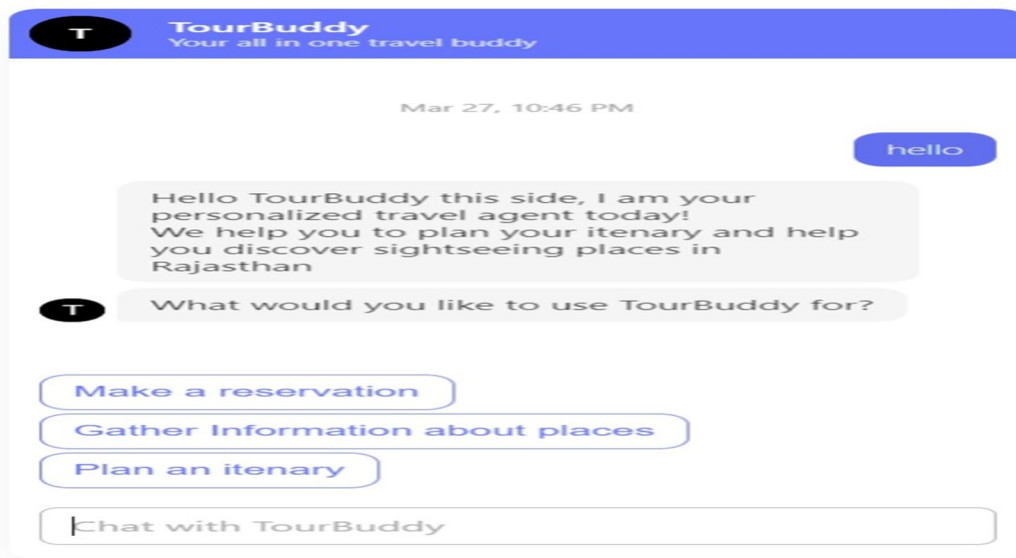 T
TourBuddy
Your all in one travel buddy
Mar 27, 10:46 PM
hello
Hello TourBuddy this side, I am your
personalized travel agent today!
We help you to plan your itenary and help
you discover sightseeing places in
Rajasthan
T
What would you like to use TourBuddy for?
Make a reservation
Gather Information about places
Plan an itenary
Chat with TourBuddy